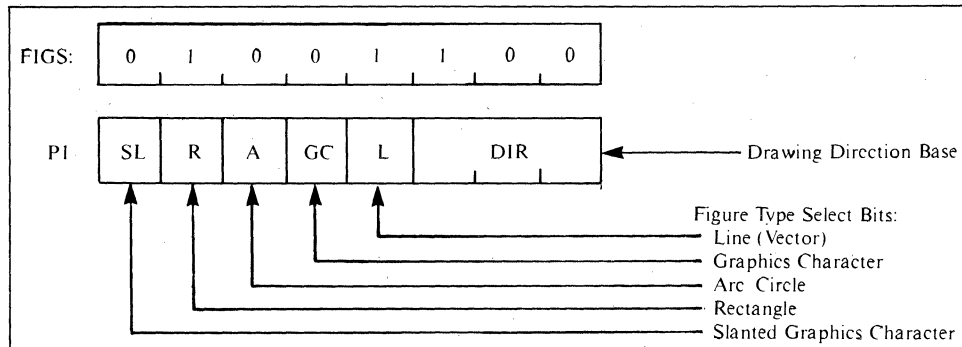 FIGS: 0 1 0 0 1 1 0 0
P1 SL R A GC L DIR Drawing Direction Base
Figure Type Select Bits:
Line (Vector)
Graphics Character
Arc Circle
Rectangle
Slanted Graphics Character